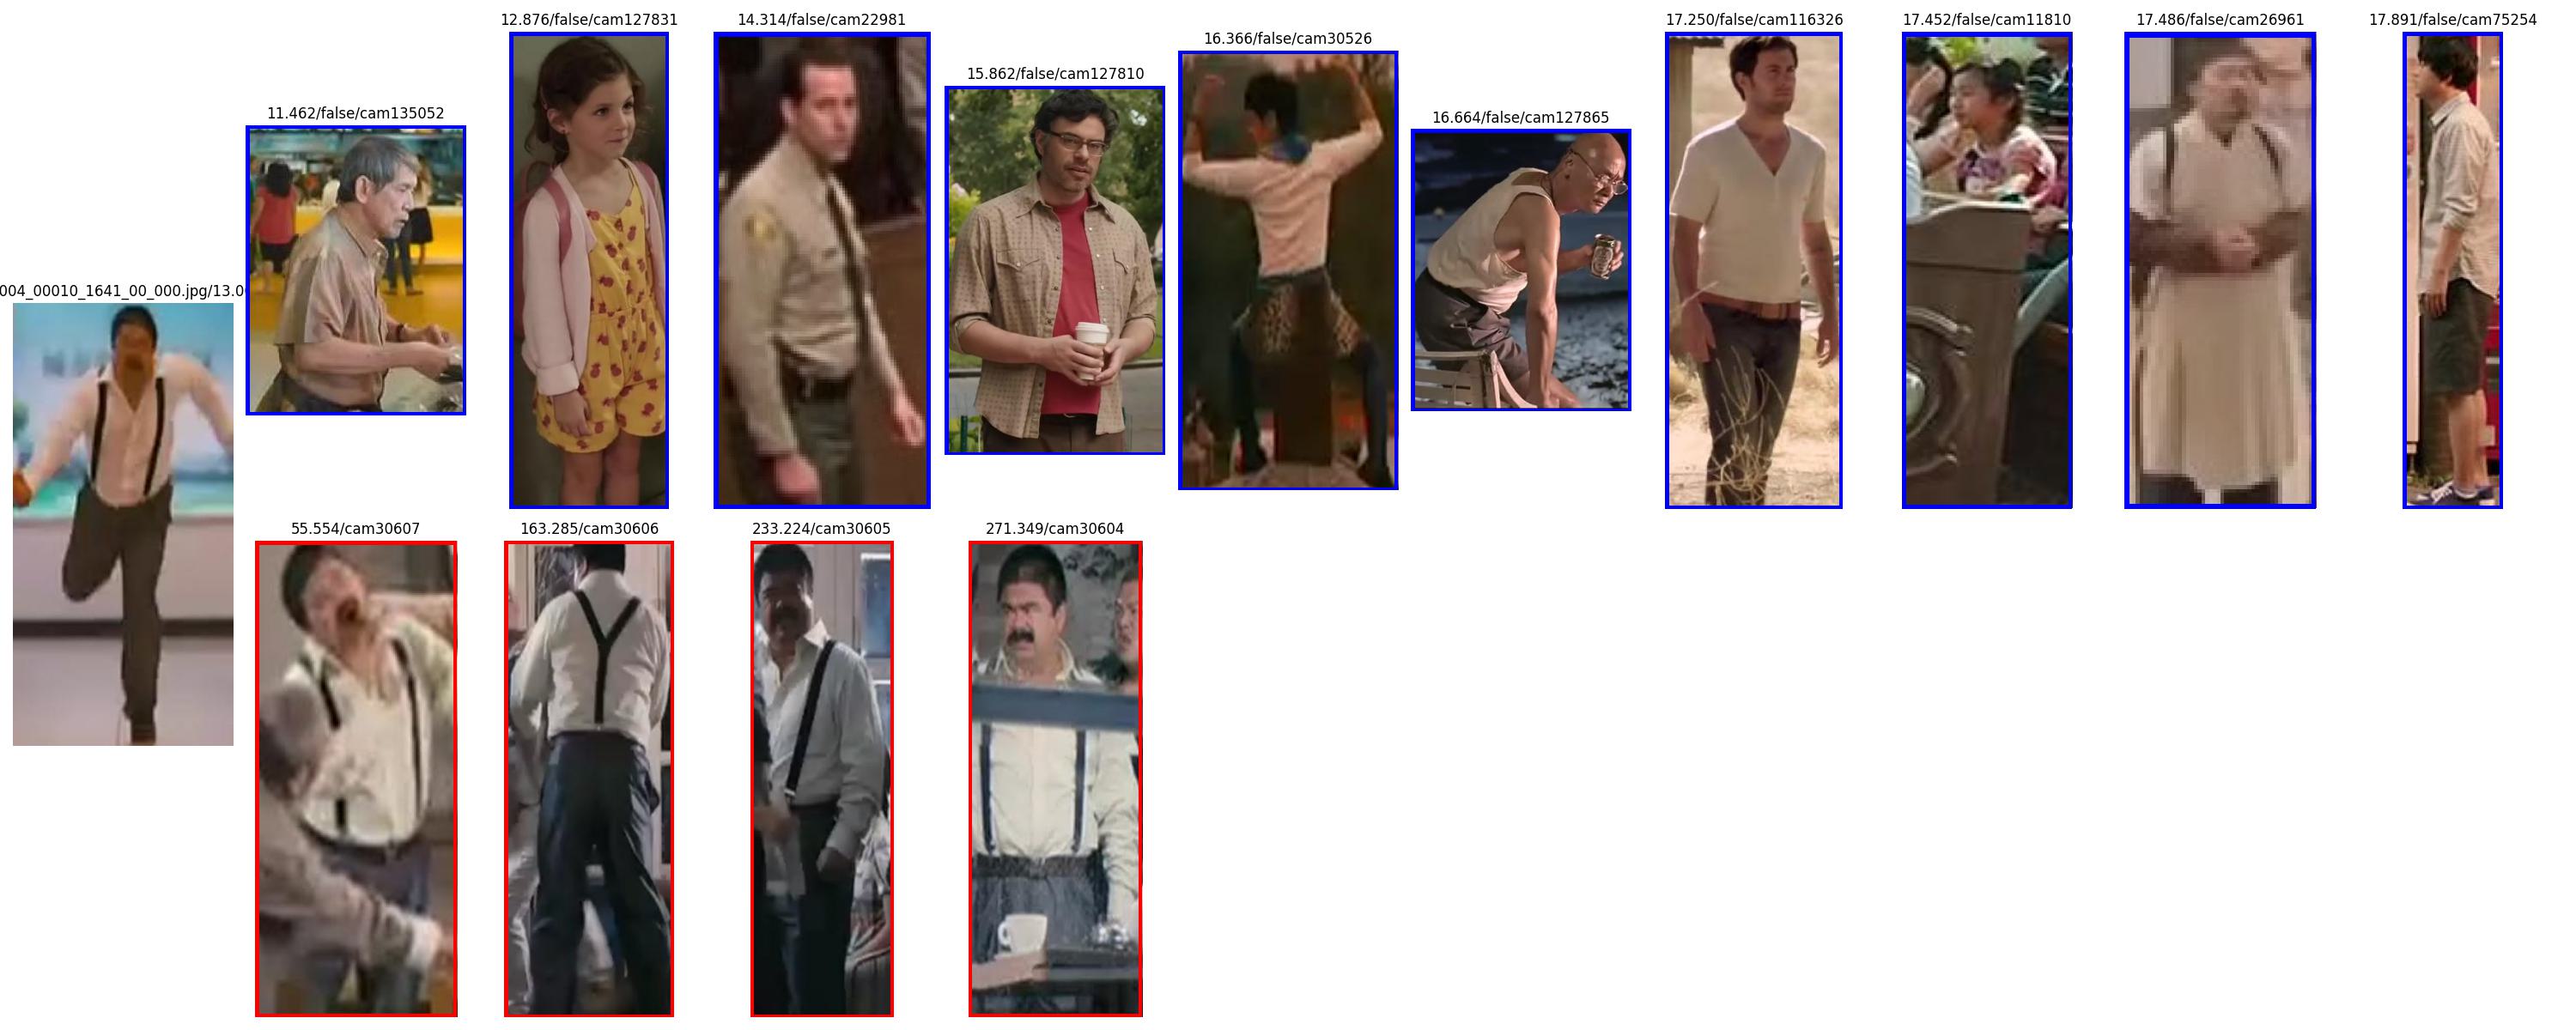 12.876/false/cam127831
14.314/false/cam22981
17.250/false/cam116326
17.452/false/cam11810
17.486/false/cam26961
17.891/false/cam75254
16.366/false/cam30526
15.862/false/cam127810
11.462/false/cam135052
16.664/false/cam127865
004_00010_1641_00_000.jpg/13.0
55.554/cam30607
163.285/cam30606
233.224/cam30605
271.349/cam30604